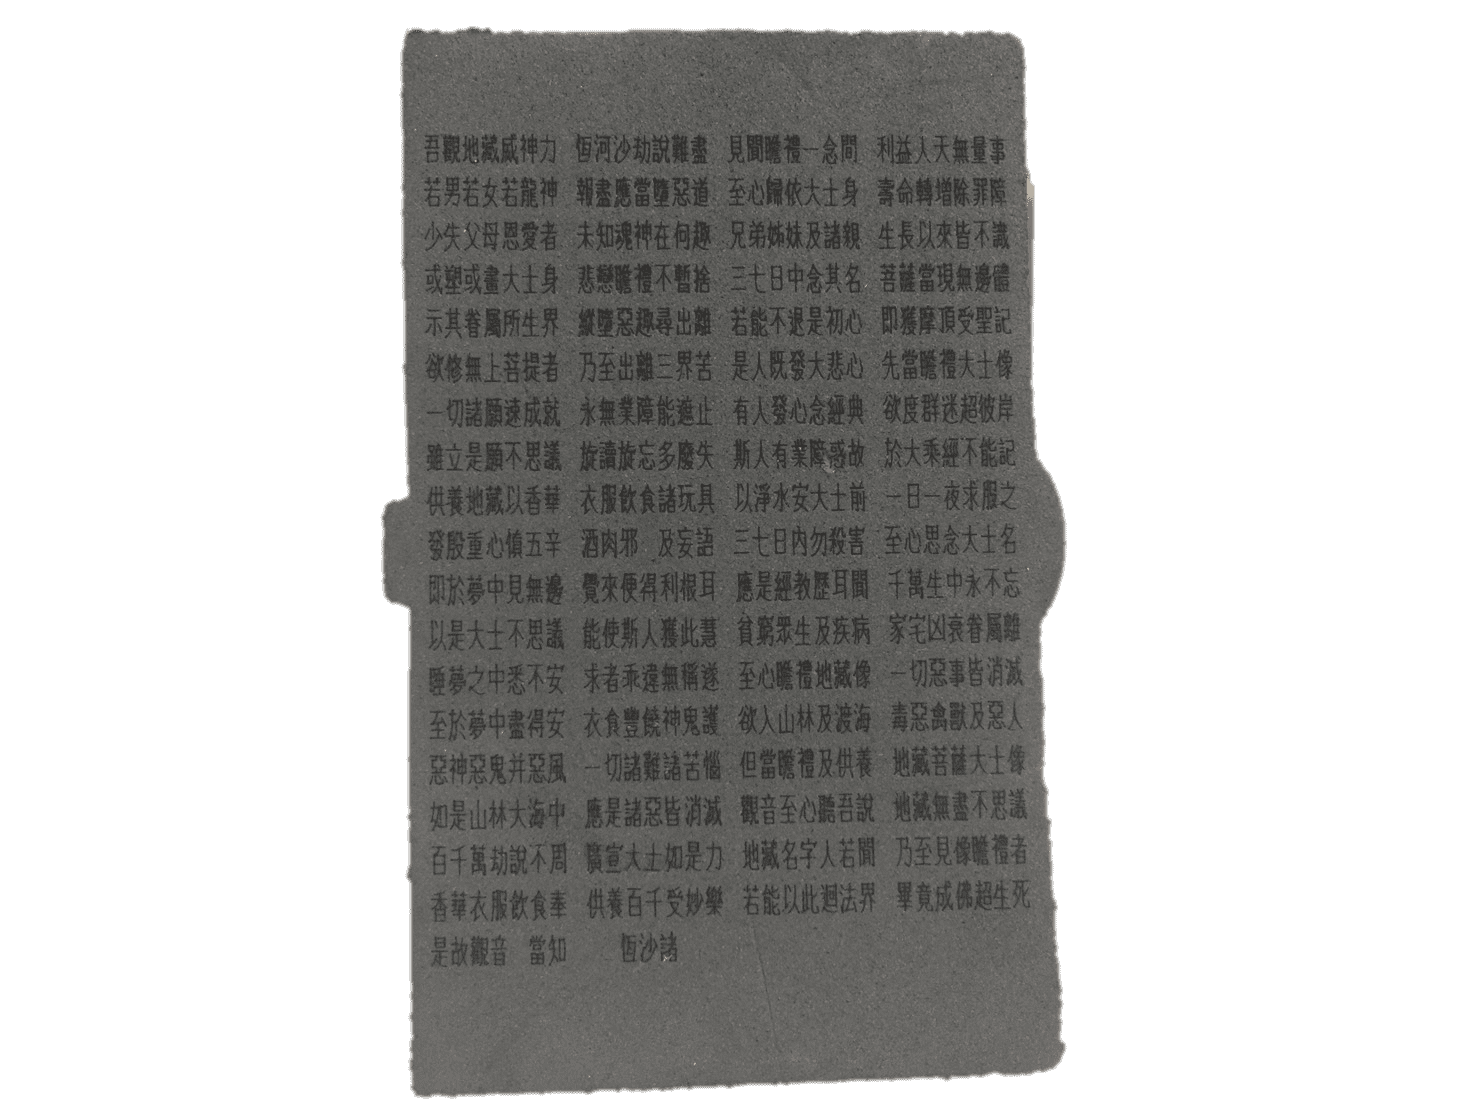 吾觀地藏威神力 恆河沙劫說難盡 見聞瞻禮一念間 利益人天無量事
若男若女若龍神 報盡應當墮惡道 至心歸依大士身 壽命轉增除罪障
少失父母恩愛者 未知魂神在何趣 兄弟姊妹及諸親 生長以來皆不識
或塑或畫大士身 悲戀瞻禮不暫捨 三七日中念其名 菩薩當現無邊體
示其眷屬所生界 縱墮惡趣尋出離 若能不退是初心 即獲摩頂受聖記
欲修無上菩提者 乃至出離三界苦 是人既發大悲心 先當瞻禮大士像
一切諸願速成就 永無業障能遮止 有人發心念經典 欲度群迷超彼岸
雖立是願不思議 旋讀旋忘多廢失 斯人有業障惑故 於大乘經不能記
供養地藏以香華 衣服飲食諸玩具 以淨水安大士前 一日一夜求服之
發殷重心慎五辛 酒肉邪 及妄語 三七日內勿殺害 至心思念大士名
即於夢中見無邊 覺來便得利根耳 應是經教歷耳聞 千萬生中永不忘
以是大士不思議 能使斯人獲此慧 貧窮眾生及疾病 家宅凶衰眷屬離
睡夢之中悉不安 求者乖違無稱遂 至心瞻禮地藏像 一切惡事皆消滅
至於夢中盡得安 衣食豐饒神鬼護 欲入山林及渡海 毒惡禽獸及惡人
惡神惡鬼并惡風 一切諸難諸苦惱 但當瞻禮及供養 地藏菩薩大士像
如是山林大海中 應是諸惡皆消滅 觀音至心聽吾說 地藏無盡不思議
百千萬劫說不周 廣宣大士如是力 地藏名字人若聞 乃至見像瞻禮者
香華衣服飲食奉 供養百千受妙樂 若能以此迴法界 畢竟成佛超生死
是故觀音 當知 恆沙諸